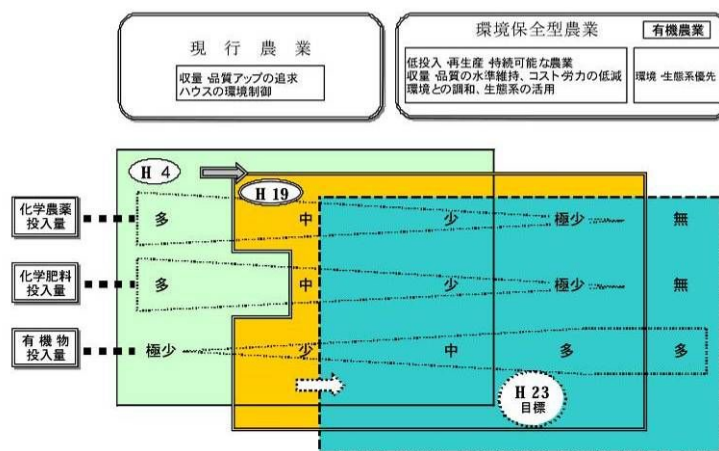 現 行 農 業
収量・品質アップの追求
ハウスの環境制御
環境保全型農業
有機農業
低投入・再生産・持続可能な農業
収量・品質の水準維持、コスト・労力の低減
環境との調和、生態系の活用
環境・生態系優先
H 4
H 19
化学農薬
投入量
多 中 少 極少 無
化学肥料
投入量
多 中 少 極少 無
有 機 物
投入量
極少 少 中 多 多
H 23
目標